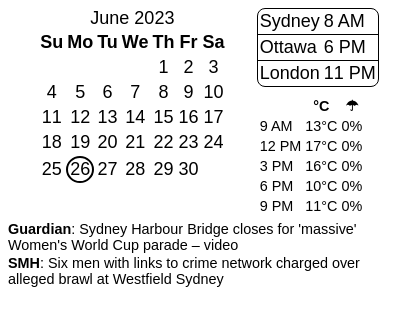 June 2023
Su Mo Tu We Th Fr Sa
1 2 3
4 5 6 7 8 9 10
11 12 13 14 15 16 17
18 19 20 21 22 23 24
25 26 27 28 29 30
Sydney 8 AM
Ottawa 6 PM
London 11 PM
°C ☂
9 AM 13°C 0%
12 PM 17°C 0%
3 PM 16°C 0%
6 PM 10°C 0%
9 PM 11°C 0%
Guardian: Sydney Harbour Bridge closes for 'massive'
Women's World Cup parade – video
SMH: Six men with links to crime network charged over
alleged brawl at Westfield Sydney